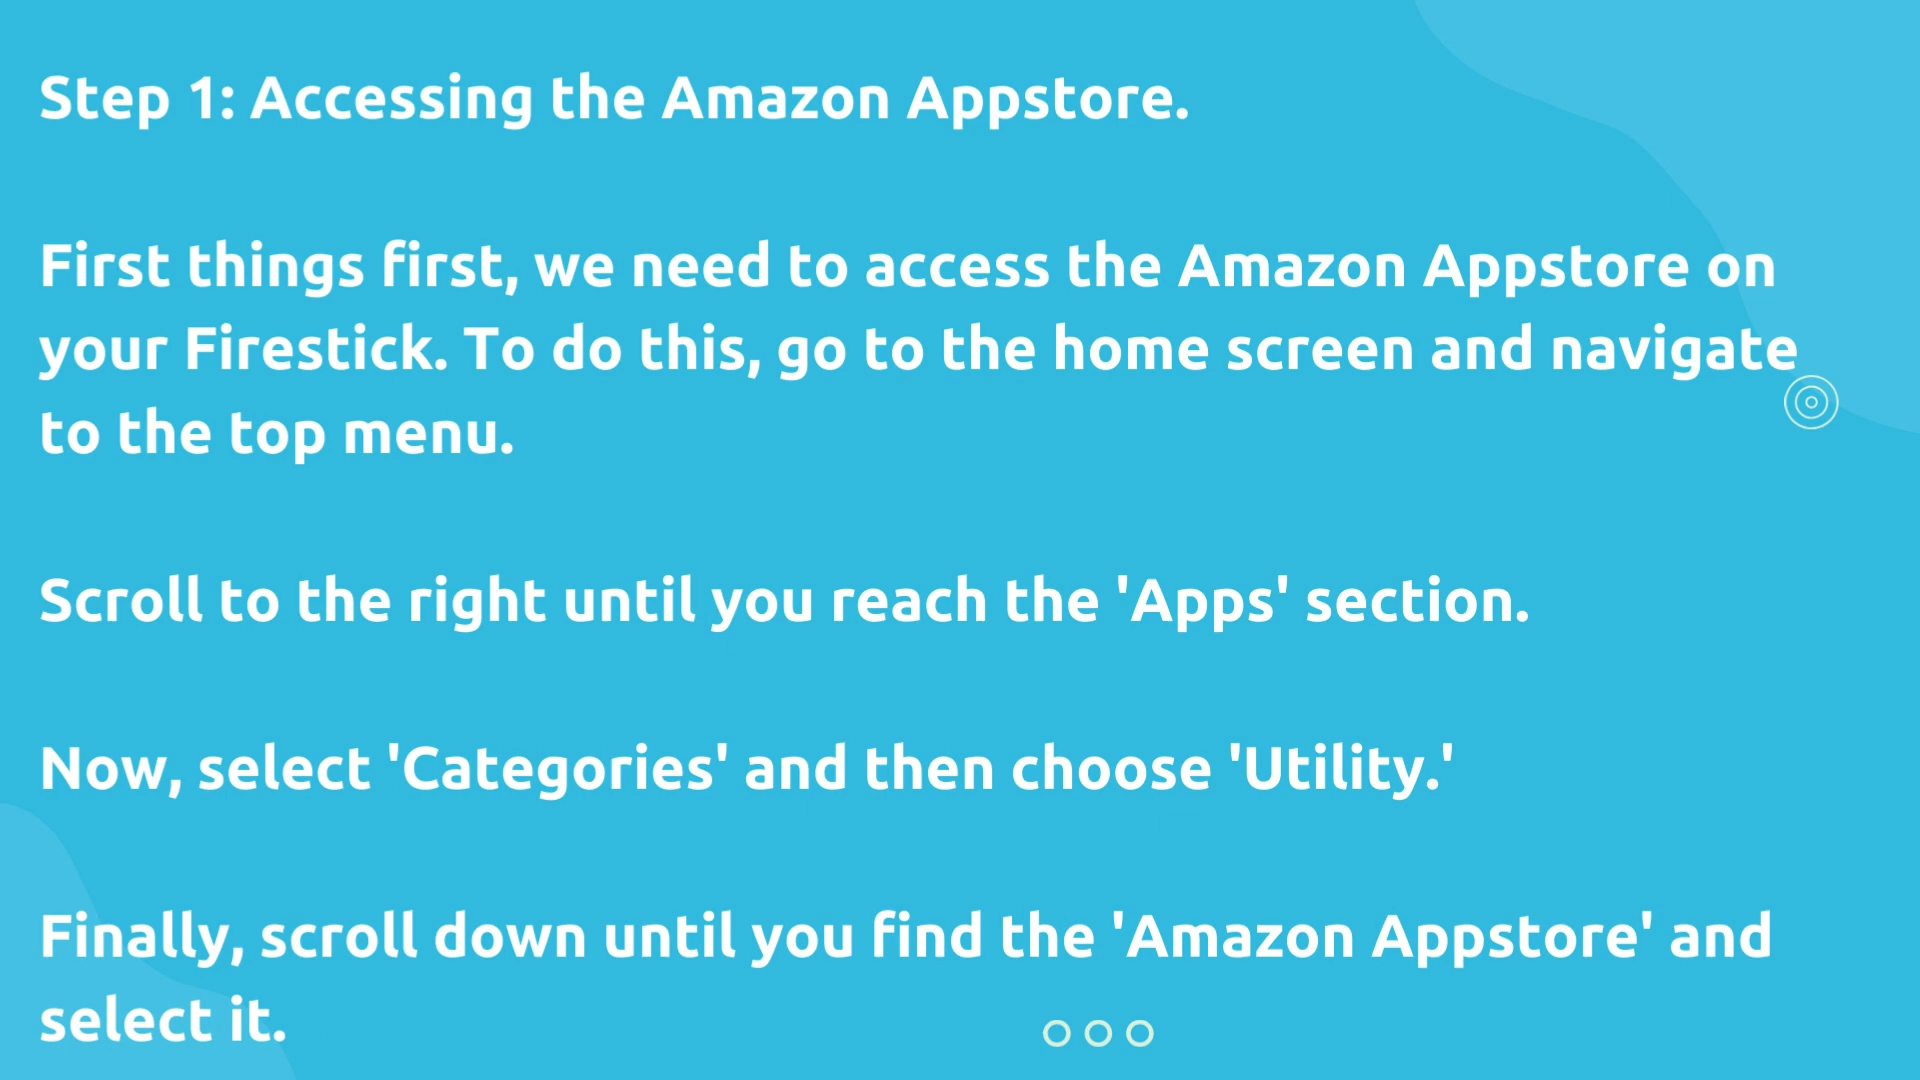 Step 1: Accessing the Amazon Appstore.
First things first, we need to access the Amazon Appstore on
your Firestick. To do this, go to the home screen and navigate
to the top menu.
Scroll to the right until you reach the 'Apps' section.
Now, select 'Categories' and then choose 'Utility.'
Finally, scroll down until you find the 'Amazon Appstore' and
select it.